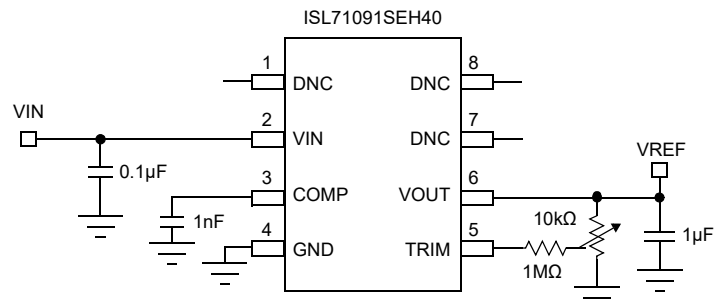 ISL71091SEH40
1
DNC
8
DNC
VIN
2
VIN
7
DNC
VREF
0.1µF
3
COMP
6
VOUT
1nF
4
GND
5
TRIM
10kΩ
1MΩ
1µF